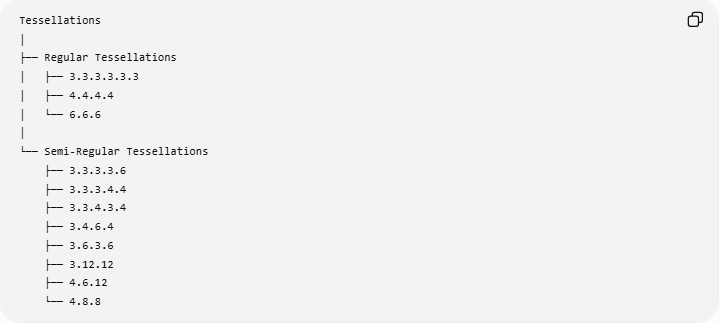 Tessellations
│
├── Regular Tessellations
│   ├── 3.3.3.3.3.3
│   ├── 4.4.4.4
│   └── 6.6.6
│
└── Semi-Regular Tessellations
    ├── 3.3.3.3.6
    ├── 3.3.3.4.4
    ├── 3.3.4.3.4
    ├── 3.4.6.4
    ├── 3.6.3.6
    ├── 3.12.12
    ├── 4.6.12
    └── 4.8.8